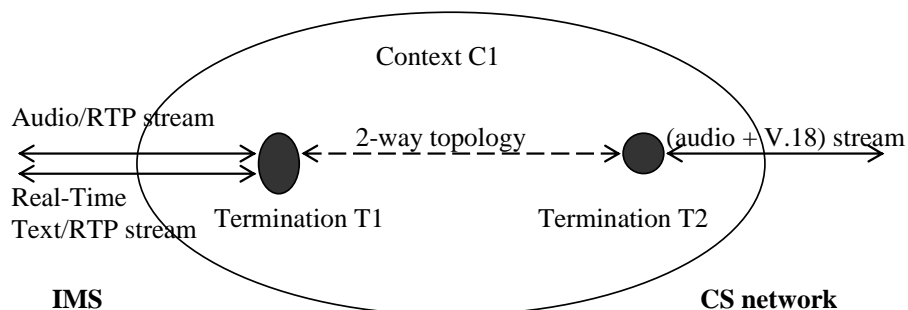 Context C1
Audio/RTP stream
2-way topology
(audio + V.18) stream
Real-Time
Text/RTP stream
Termination T1
Termination T2
IMS
CS network